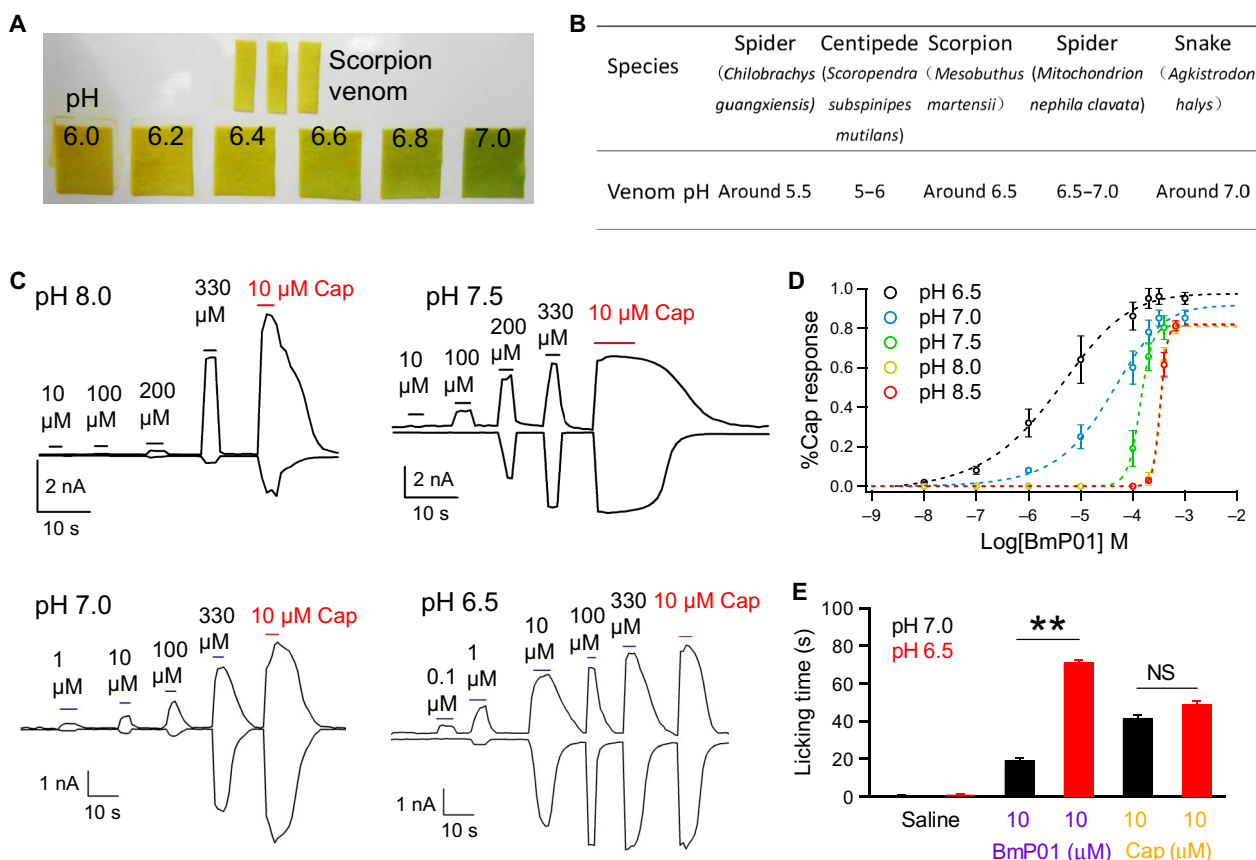 A
pH
Scorpion
venom
6.0 6.2 6.4 6.6 6.8 7.0
B
Species
Spider
(Chilobrachys
guangxiensis)
Centipede
(Scoropendra
subspinipes
mutilans)
Scorpion
（Mesobuthus
martensii）
Spider
(Mitochondrion
nephila clavata)
Snake
（Agkistrodon
halys）
Venom pH Around 5.5 5–6 Around 6.5 6.5–7.0 Around 7.0
C
pH 8.0
10
µM
100
µM
200
µM
330
µM
10 µM Cap
2 nA
10 s
pH 7.5
10
µM
100
µM
200
µM
330
µM
10 µM Cap
2 nA
10 s
pH 7.0
1
µM
10
µM
100
µM
330
µM
10 µM Cap
1 nA
10 s
pH 6.5
0.1
µM
1
µM
10
µM
100
µM
330
µM
10 µM Cap
1 nA
10 s
D
%Cap response
1.0
0.8
0.6
0.4
0.2
0.0
pH 6.5
pH 7.0
pH 7.5
pH 8.0
pH 8.5
–9 –8 –7 –6 –5 –4 –3 –2
Log[BmP01] M
E
Licking time (s)
100
80
60
40
20
0
pH 7.0
pH 6.5
**
NS
Saline
10 10 10 10
BmP01 (µM) Cap (µM)